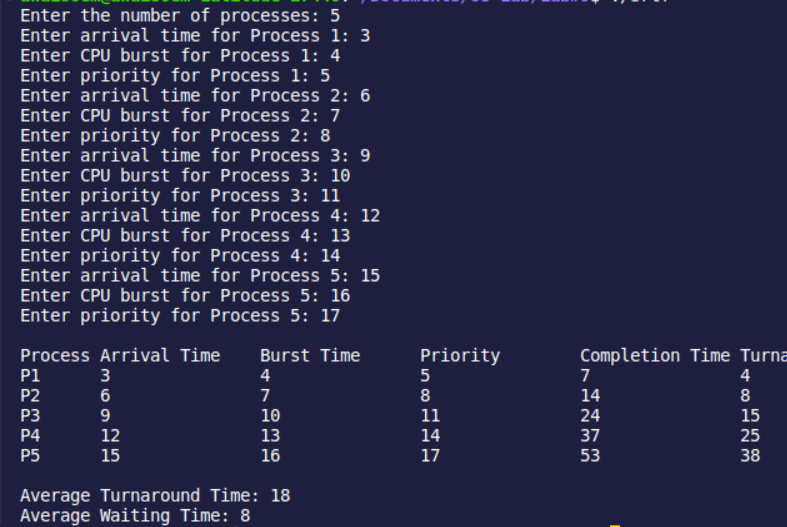 Enter the number of processes: 5
Enter arrival time for Process 1: 3
Enter CPU burst for Process 1: 4
Enter priority for Process 1: 5
Enter arrival time for Process 2: 6
Enter CPU burst for Process 2: 7
Enter priority for Process 2: 8
Enter arrival time for Process 3: 9
Enter CPU burst for Process 3: 10
Enter priority for Process 3: 11
Enter arrival time for Process 4: 12
Enter CPU burst for Process 4: 13
Enter priority for Process 4: 14
Enter arrival time for Process 5: 15
Enter CPU burst for Process 5: 16
Enter priority for Process 5: 17
Process Arrival Time Burst Time Priority Completion Time Turna
P1 3 4 5 7 4
P2 6 7 8 14 8
P3 9 10 11 24 15
P4 12 13 14 37 25
P5 15 16 17 53 38
Average Turnaround Time: 18
Average Waiting Time: 8